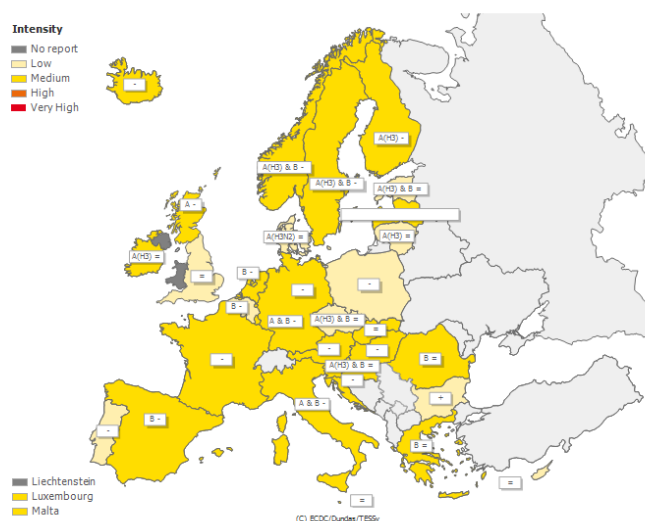 Intensity
No report
Low
Medium
High
Very High
-
A(H3) -
A(H3) & B -
A(H3) & B -
A(H3) & B =
A -
A(H3N2) =
A(H3) =
A(H3) =
=
B -
-
-
B -
A & B -
A(H3) & B =
=
-
-
-
B =
A(H3) & B =
-
+
A & B -
B -
-
B =
=
=
Liechtenstein
Luxembourg
Malta
(C) ECDC/Dundas/TESSy